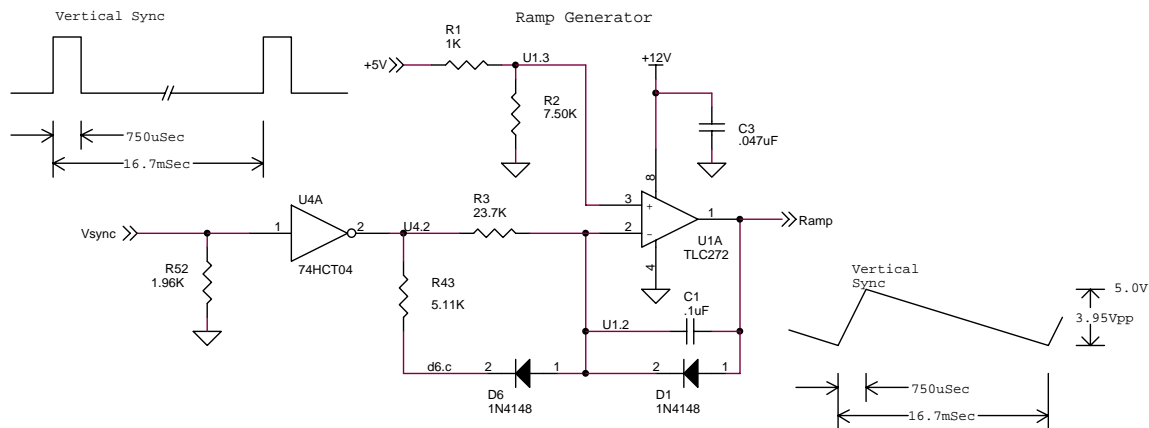 Vertical Sync
Ramp Generator
R1
1K
+5V
U1.3
+12V
R2
7.50K
C3
.047uF
750uSec
16.7mSec
U4A
R3
23.7K
8
3
+
1
Ramp
Vsync
1
2
U4.2
2
−
U1A
TLC272
74HCT04
4
R52
1.96K
R43
5.11K
C1
.1uF
U1.2
Vertical
Sync
5.0V
3.95Vpp
d6.c
2
1
2
1
D6
1N4148
D1
1N4148
750uSec
16.7mSec